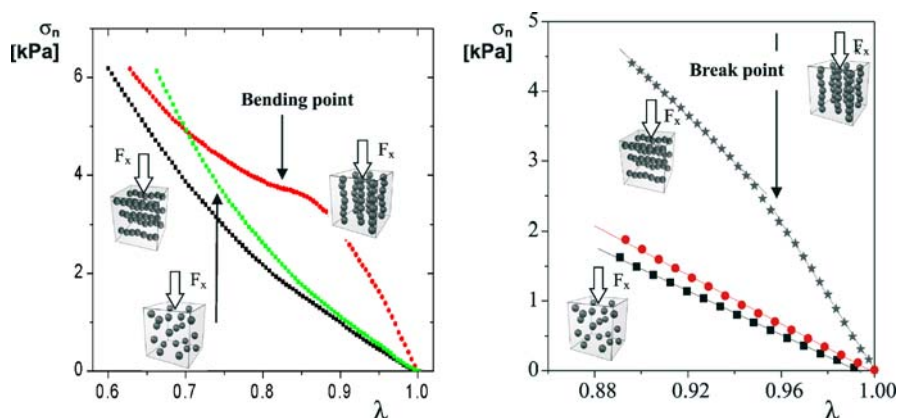 σn
[kPa]
6
4
2
0
Bending point
Fx
Fx
Fx
0.6 0.7 0.8 0.9 1.0
λ
σn
[kPa]
5
4
3
2
1
0
Break point
Fx
Fx
Fx
0.88 0.92 0.96 1.00
λ